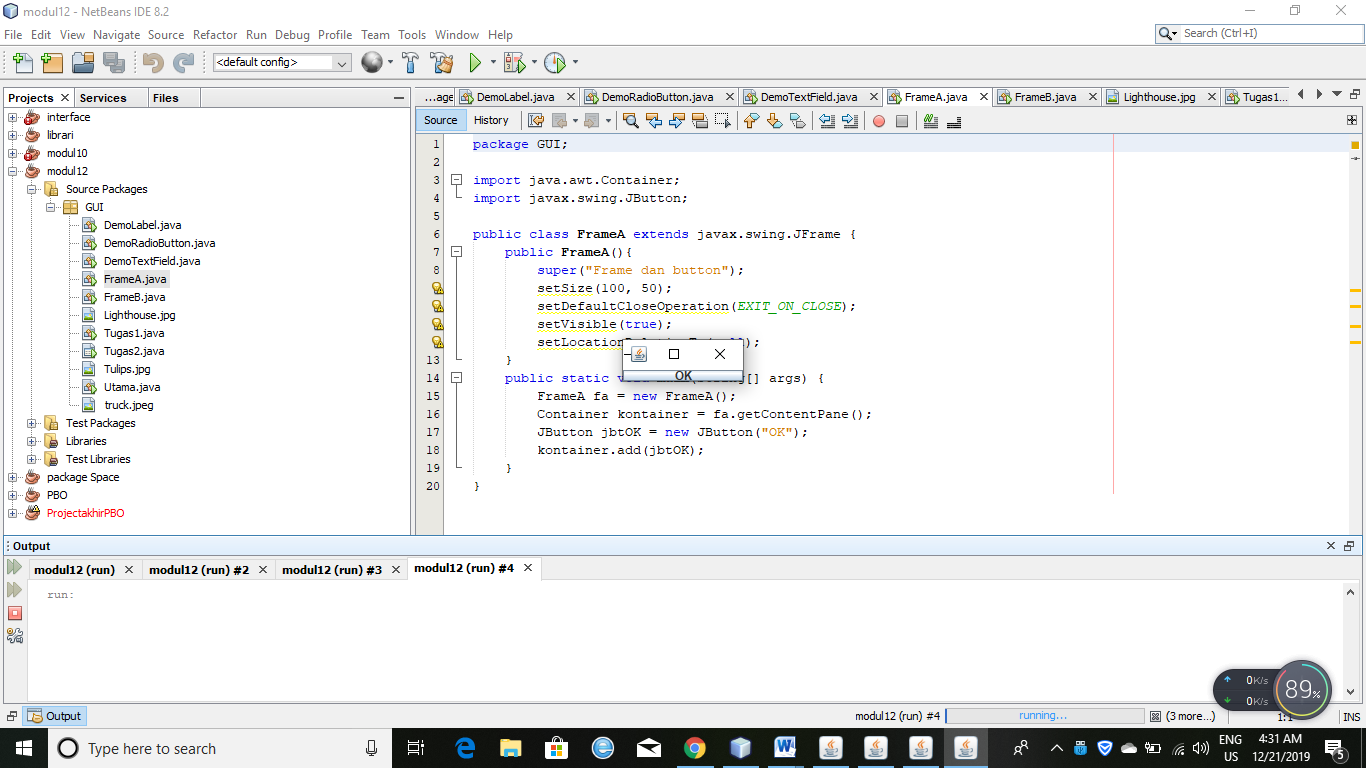 modul12 - NetBeans IDE 8.2
File Edit View Navigate Source Refactor Run Debug Profile Team Tools Window Help
Search (Ctrl+I)
<default config>
Projects Services Files
interface
librari
modul10
modul12
Source Packages
GUI
DemoLabel.java
DemoRadioButton.java
DemoTextField.java
FrameA.java
FrameB.java
Lighthouse.jpg
Tugas1.java
Tugas2.java
Tulips.jpg
Utama.java
truck.jpeg
Test Packages
Libraries
Test Libraries
package Space
PBO
ProjectakhirPBO
...age DemoLabel.java DemoRadioButton.java DemoTextField.java FrameA.java FrameB.java Lighthouse.jpg Tugas1...
Source History
1 package GUI;
2
3 import java.awt.Container;
4 import javax.swing.JButton;
5
6 public class FrameA extends javax.swing.JFrame {
7 public FrameA(){
8 super("Frame dan button");
setSize(100, 50);
setDefaultCloseOperation(EXIT_ON_CLOSE);
setVisible(true);
setLocation );
13 }
14 public static [] args) {
15 FrameA fa = new FrameA();
16 Container kontainer = fa.getContentPane();
17 JButton jbtOK = new JButton("OK");
18 kontainer.add(jbtOK);
19 }
20 }
OK
Output
modul12 (run) modul12 (run) #2 modul12 (run) #3 modul12 (run) #4
run:
0K/s
0K/s
89%
Output
modul12 (run) #4 running... (3 more...) 1:1 INS
Type here to search
ENG
US
4:31 AM
12/21/2019
5